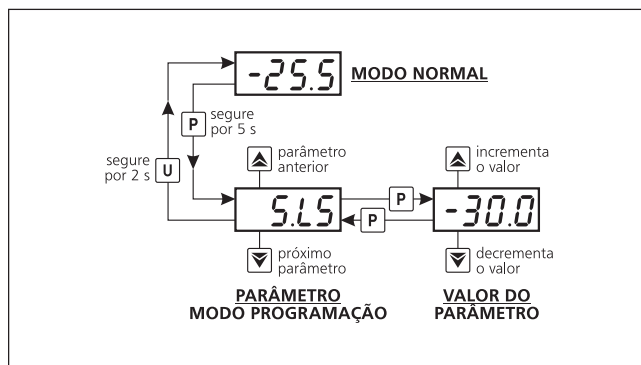 -25.5
MODO NORMAL
P
segure
por 5 s
segure
por 2 s
U
parâmetro
anterior
incrementa
o valor
S.LS
P
P
-30.0
próximo
parâmetro
decrementa
o valor
PARÂMETRO
MODO PROGRAMAÇÃO
VALOR DO
PARÂMETRO